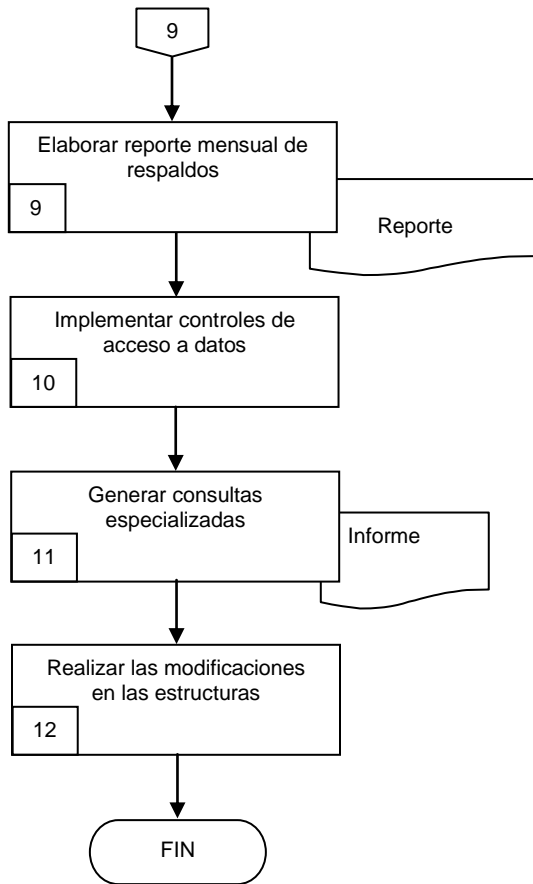 9
Elaborar reporte mensual de
respaldos
9
Reporte
Implementar controles de
acceso a datos
10
Generar consultas
especializadas
11
Informe
Realizar las modificaciones
en las estructuras
12
FIN